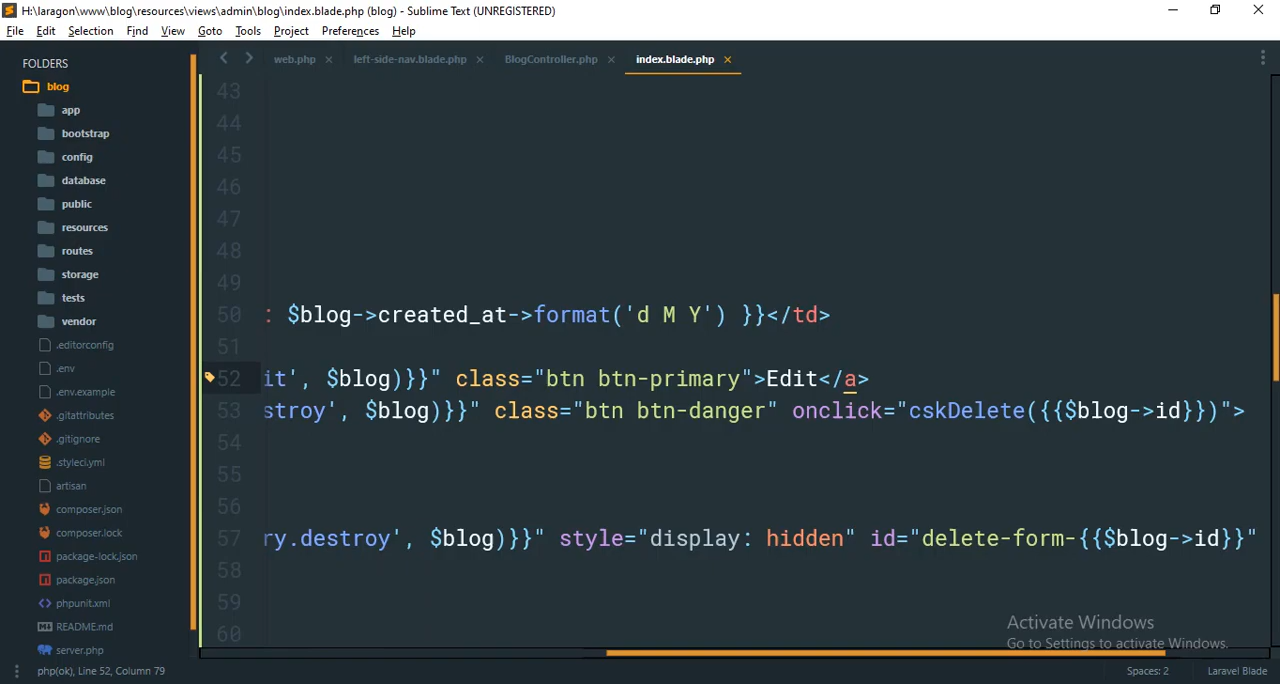 H:\laragon\www\blog\resources\views\admin\blog\index.blade.php (blog) - Sublime Text (UNREGISTERED)
File Edit Selection Find View Goto Tools Project Preferences Help
FOLDERS
blog
app
bootstrap
config
database
public
resources
routes
storage
tests
vendor
.editorconfig
.env
.env.example
.gitattributes
.gitignore
.styleci.yml
artisan
composer.json
composer.lock
package-lock.json
package.json
phpunit.xml
README.md
server.php
web.php left-side-nav.blade.php BlogController.php index.blade.php
43
44
45
46
47
48
49
50 : $blog->created_at->format('d M Y') }}</td>
51
52 it', $blog)}}" class="btn btn-primary">Edit</a>
53 stroy', $blog)}}" class="btn btn-danger" onclick="cskDelete({{$blog->id}})">
54
55
56
57 ry.destroy', $blog)}}" style="display: hidden" id="delete-form-{{$blog->id}}"
58
59
60
Activate Windows
Go to Settings to activate Windows.
php(ok), Line 52, Column 79 Spaces: 2 Laravel Blade